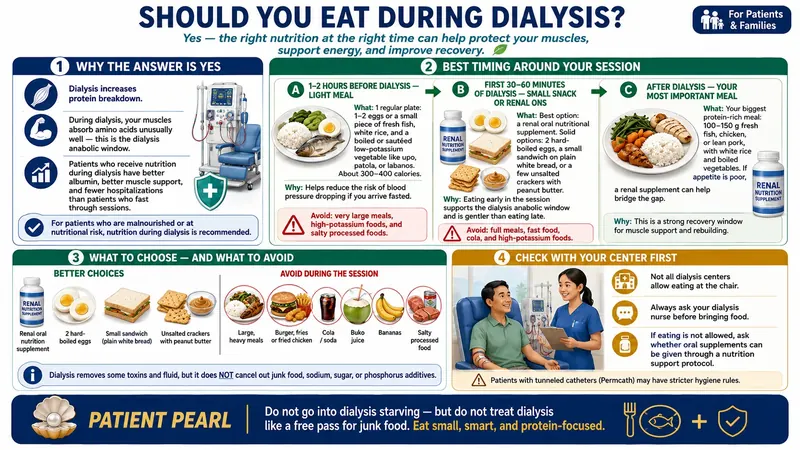 SHOULD YOU EAT DURING DIALYSIS?
Yes — the right nutrition at the right time can help protect your muscles,
support energy, and improve recovery.
For Patients
& Families
1 WHY THE ANSWER IS YES
Dialysis increases
protein breakdown.
During dialysis, your muscles
absorb amino acids unusually
well – this is the dialysis
anabolic window.
Patients who receive nutrition
during dialysis have better
albumin, better muscle support,
and fewer hospitalizations
than patients who fast
through sessions.
For patients who are malnourished or at
nutritional risk, nutrition during dialysis is recommended.
2 BEST TIMING AROUND YOUR SESSION
A 1–2 HOURS BEFORE DIALYSIS –
LIGHT MEAL
What: 1 regular plate:
1–2 eggs or a small
piece of fresh fish,
white rice, and a
boiled or sautéed
low-potassium
vegetable like upo,
patola, or labanos.
About 300–400 calories.
Why: Helps reduce the risk of blood
pressure dropping if you arrive fasted.
Avoid: very large meals,
high-potassium foods, and
salty processed foods.
B FIRST 30–60 MINUTES
OF DIALYSIS – SMALL SNACK
OR RENAL ONS
RENAL
NUTRITION
SUPPLEMENT
What: Best option:
a renal oral nutritional
supplement. Solid
options: 2 hard-
boiled eggs, a small
sandwich on plain
white bread, or a
few unsalted
crackers with
peanut butter.
Why: Eating early in the session
supports the dialysis anabolic window
and is gentler than eating late.
Avoid: full meals, fast food,
cola, and high-potassium foods.
C AFTER DIALYSIS – YOUR
MOST IMPORTANT MEAL
What: Your biggest
protein-rich meal:
100–150 g fresh
fish, chicken,
or lean pork,
with white rice
and boiled
vegetables. If
appetite is poor,
a renal supplement can help
bridge the gap.
RENAL
NUTRITION
SUPPLEMENT
Why: This is a strong recovery window
for muscle support and rebuilding.
3 WHAT TO CHOOSE — AND WHAT TO AVOID
BETTER CHOICES
RENAL
NUTRITION
SUPPLEMENT
Renal oral
nutrition
supplement
2 hard-
boiled eggs
Small sandwich
(plain white bread)
Unsalted crackers
with peanut butter
AVOID DURING THE SESSION
Large,
heavy meals
Burger, fries
or fried chicken
Cola
/ soda
Buko
juice
Bananas
Salty
processed
food
Dialysis removes some toxins and fluid, but it does NOT cancel out junk food, sodium, sugar, or phosphorus additives.
4 CHECK WITH YOUR CENTER FIRST
Not all dialysis centers
allow eating at the chair.
Always ask your dialysis
nurse before bringing food.
If eating is not allowed, ask
whether oral supplements can
be given through a nutrition
support protocol.
Patients with tunneled catheters (Permcath) may have stricter hygiene rules.
PATIENT PEARL
Do not go into dialysis starving — but do not treat dialysis
like a free pass for junk food. Eat small, smart, and protein-focused.